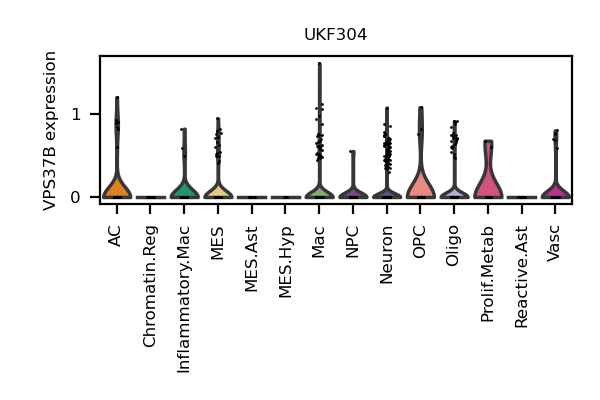 UKF304
VPS37B expression
1
0
AC
Chromatin.Reg
Inflammatory.Mac
MES
MES.Ast
MES.Hyp
Mac
NPC
Neuron
OPC
Oligo
Prolif.Metab
Reactive.Ast
Vasc